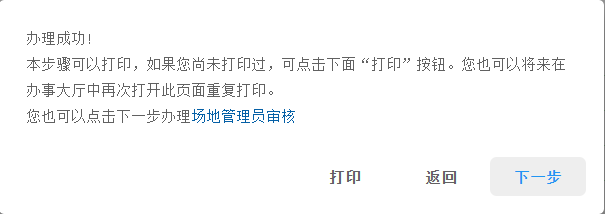 办理成功!
本步骤可以打印，如果您尚未打印过，可点击下面“打印”按钮。您也可以将来在
办事大厅中再次打开此页面重复打印。
您也可以点击下一步办理场地管理员审核
打印 返回 下一步